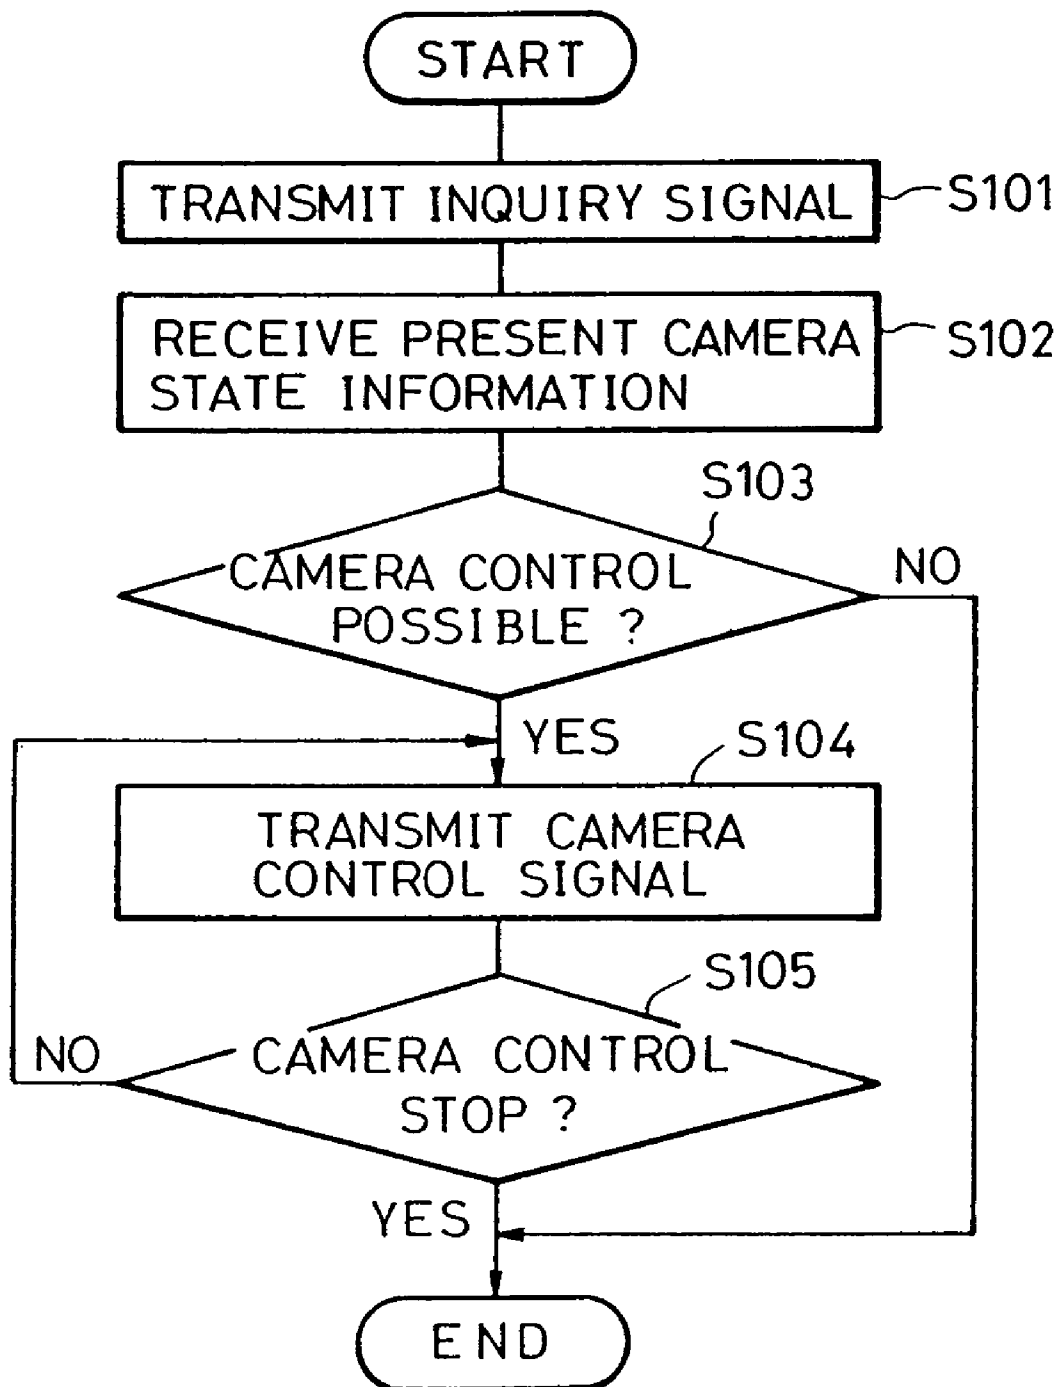 START
TRANSMIT INQUIRY SIGNAL
S101
RECEIVE PRESENT CAMERA
STATE INFORMATION
S102
S103
CAMERA CONTROL
POSSIBLE ?
NO
YES
S104
TRANSMIT CAMERA
CONTROL SIGNAL
S105
CAMERA CONTROL
STOP ?
NO
YES
END